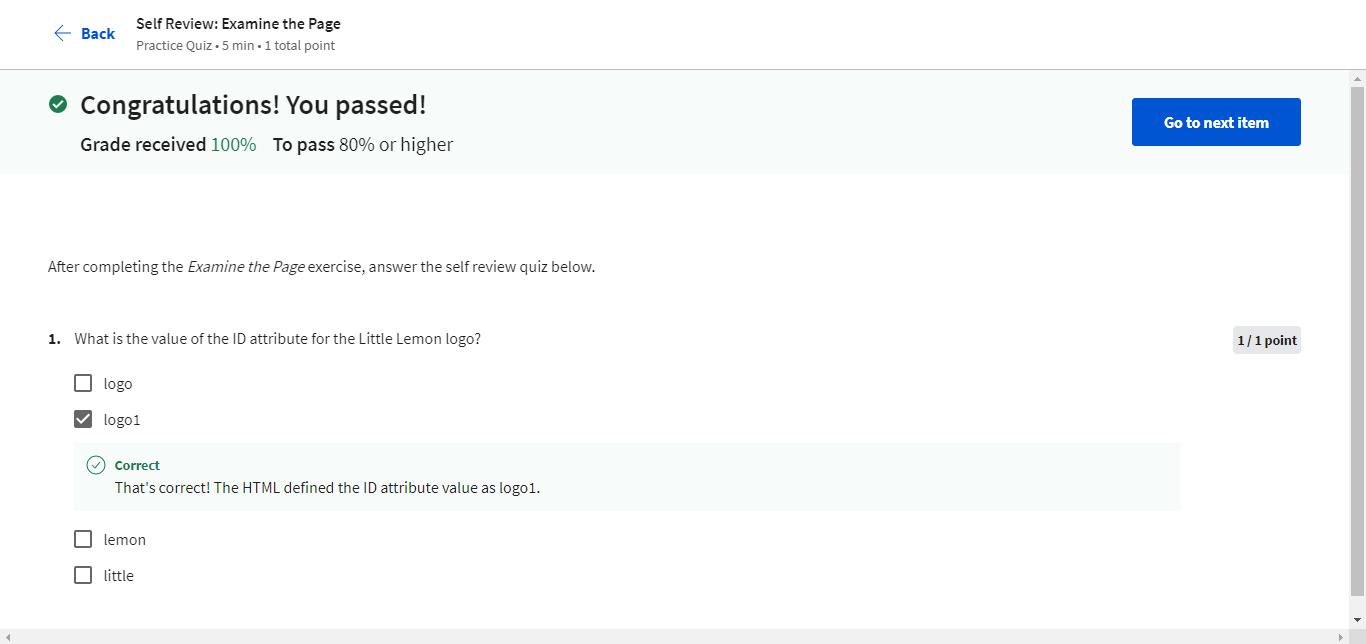 Back
Self Review: Examine the Page
Practice Quiz • 5 min • 1 total point
Congratulations! You passed!
Grade received 100% To pass 80% or higher
Go to next item
After completing the Examine the Page exercise, answer the self review quiz below.
1. What is the value of the ID attribute for the Little Lemon logo?
1 / 1 point
logo
logo1
Correct
That's correct! The HTML defined the ID attribute value as logo1.
lemon
little